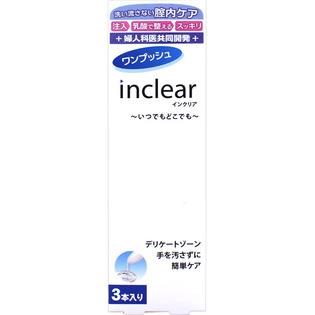 洗い流さない膣内ケア
注入 乳酸で整える スッキリ
+婦人科医共同開発+
ワンプッシュ
inclear
インクリア
〜いつでもどこでも〜
デリケートゾーン
手を汚さずに
簡単ケア
3本入り